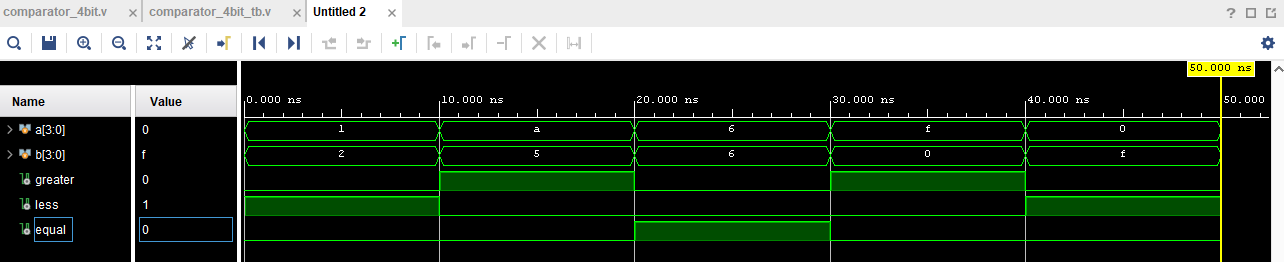 comparator_4bit.v × comparator_4bit_tb.v × Untitled 2 ×
? 
50.000 ns
Name Value
0.000 ns 10.000 ns 20.000 ns 30.000 ns 40.000 ns 50.000
a[3:0] 0 1 a 6 f 0
b[3:0] f 2 5 6 0 f
greater 0
less 1
equal 0